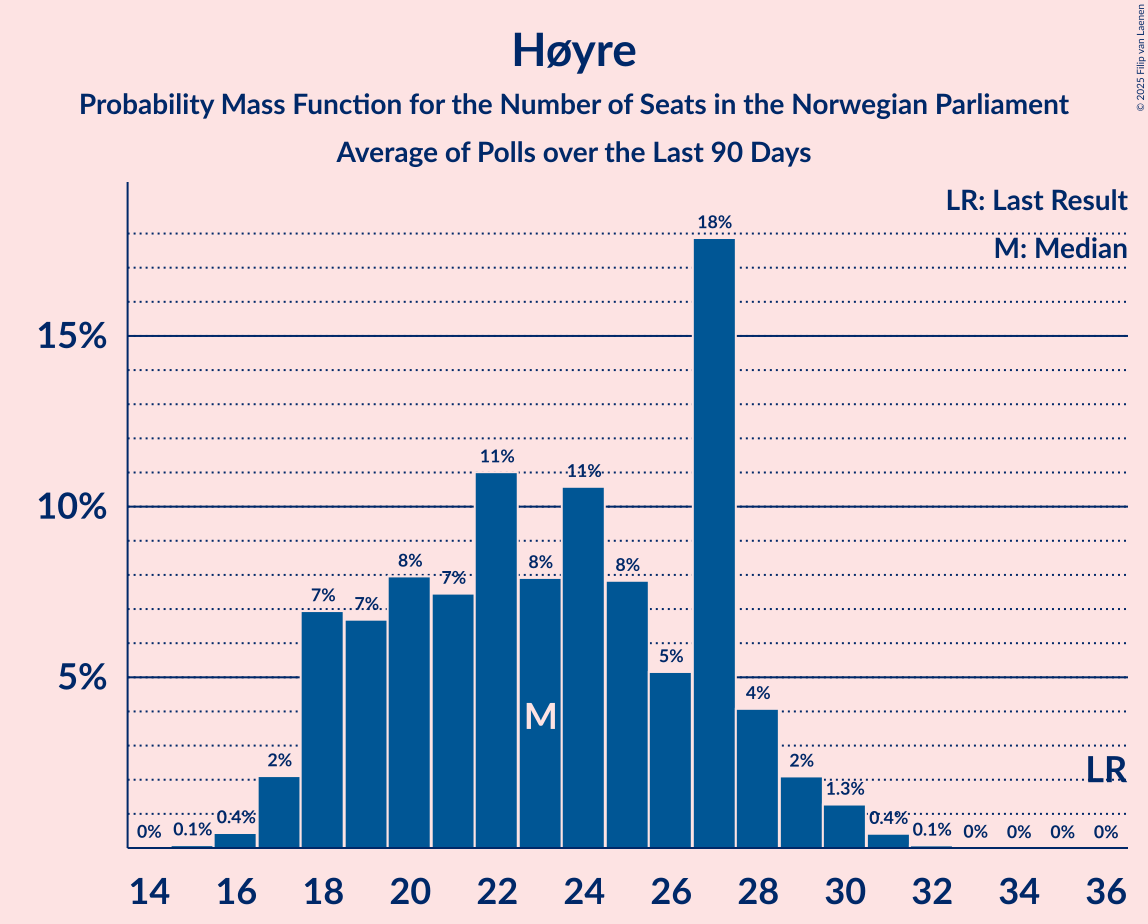 Høyre
Probability Mass Function for the Number of Seats in the Norwegian Parliament
Average of Polls over the Last 90 Days
© 2025 Filip van Laenen
LR: Last Result
M: Median
18%
15%
11%
11%
10%
8%
8%
8%
7%
7%
7%
5%
5%
4%
M
2%
2%
LR
1.3%
0.4%
0.4%
0%
0.1%
0.1%
0%
0%
0%
0%
14 16 18 20 22 24 26 28 30 32 34 36